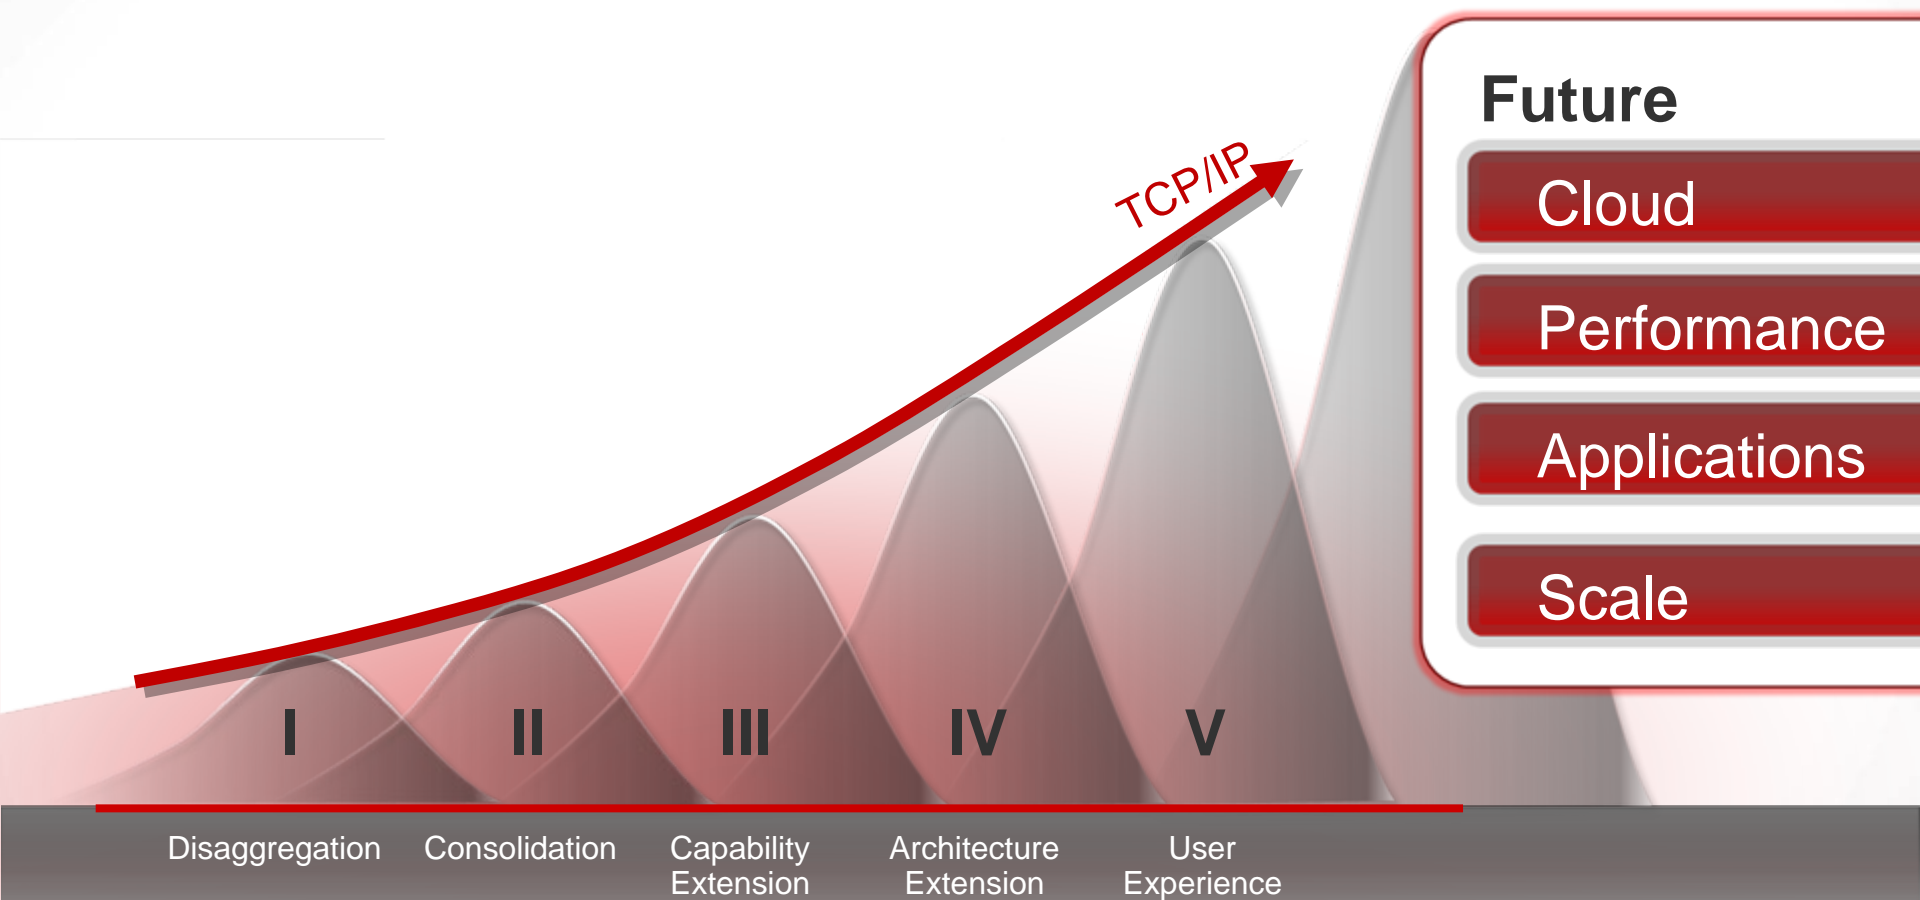 Future
TCP/IP
Cloud
Performance
Applications
Scale
I
II
III
IV
V
Disaggregation
Consolidation
Capability
Extension
Architecture
Extension
User
Experience